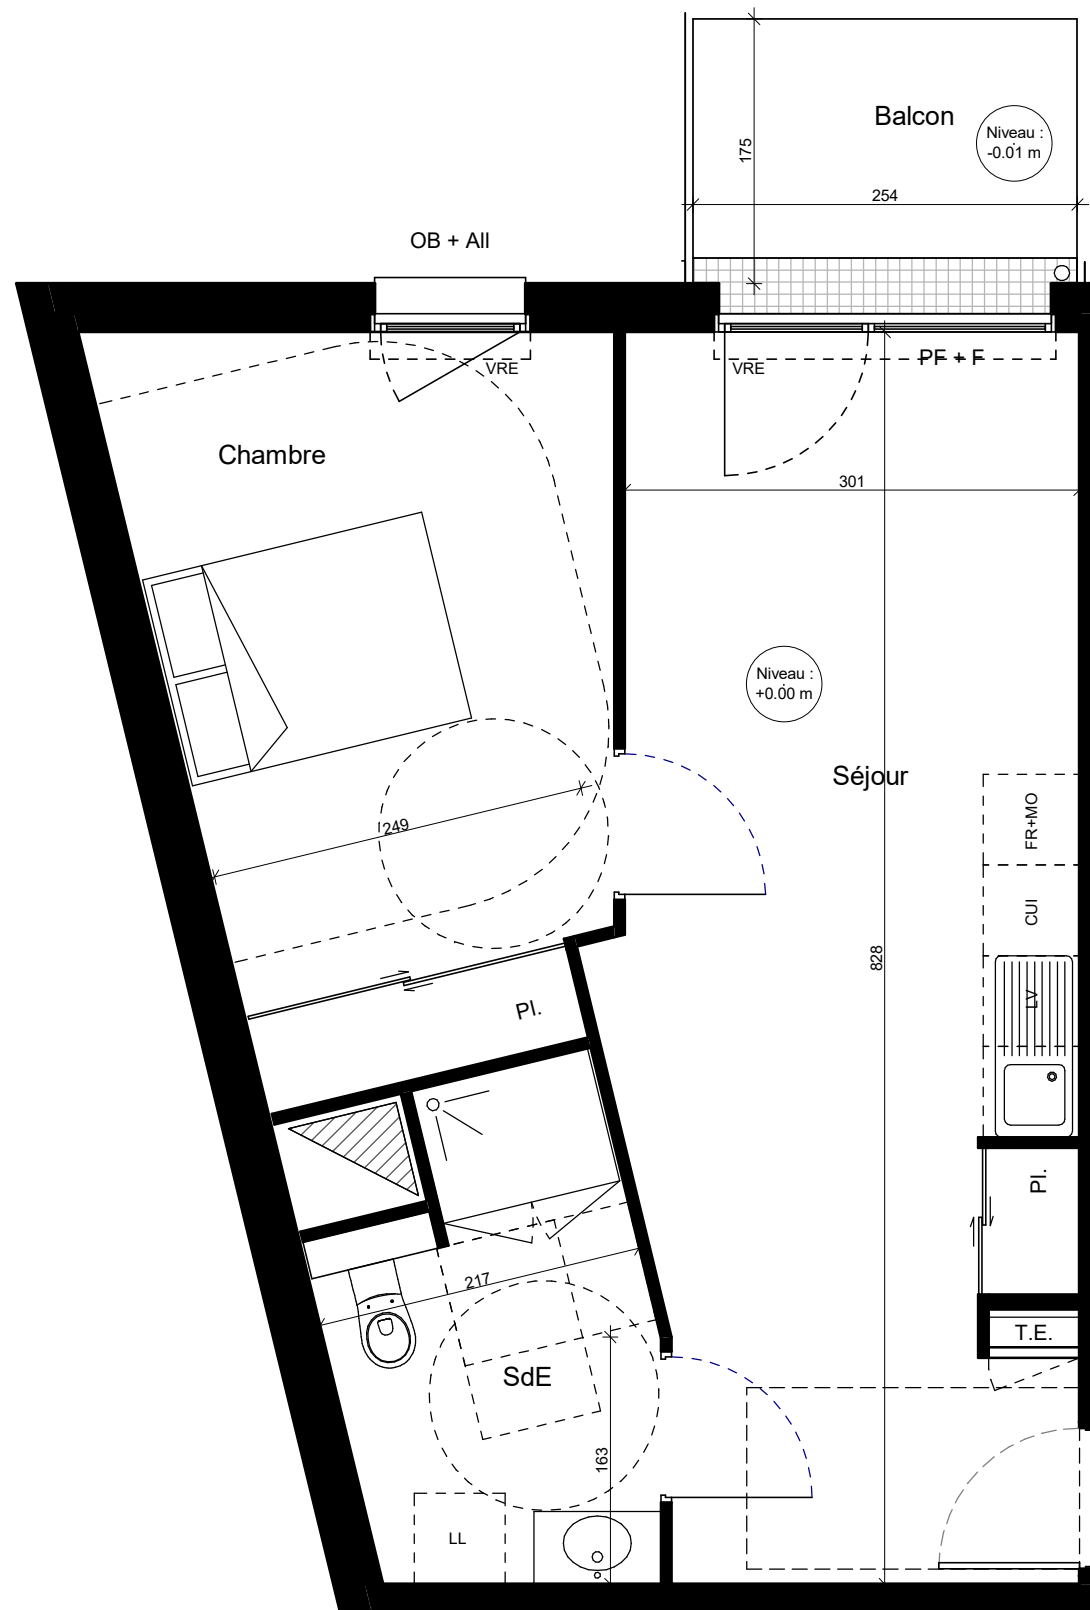 Balcon
Niveau :
-0.01 m
175
254
OB + All
VRE
VRE
PF + F
Chambre
301
Niveau :
+0.00 m
Séjour
FR+MO
249
CUI
828
LV
Pl.
Pl.
217
T.E.
SdE
163
LL